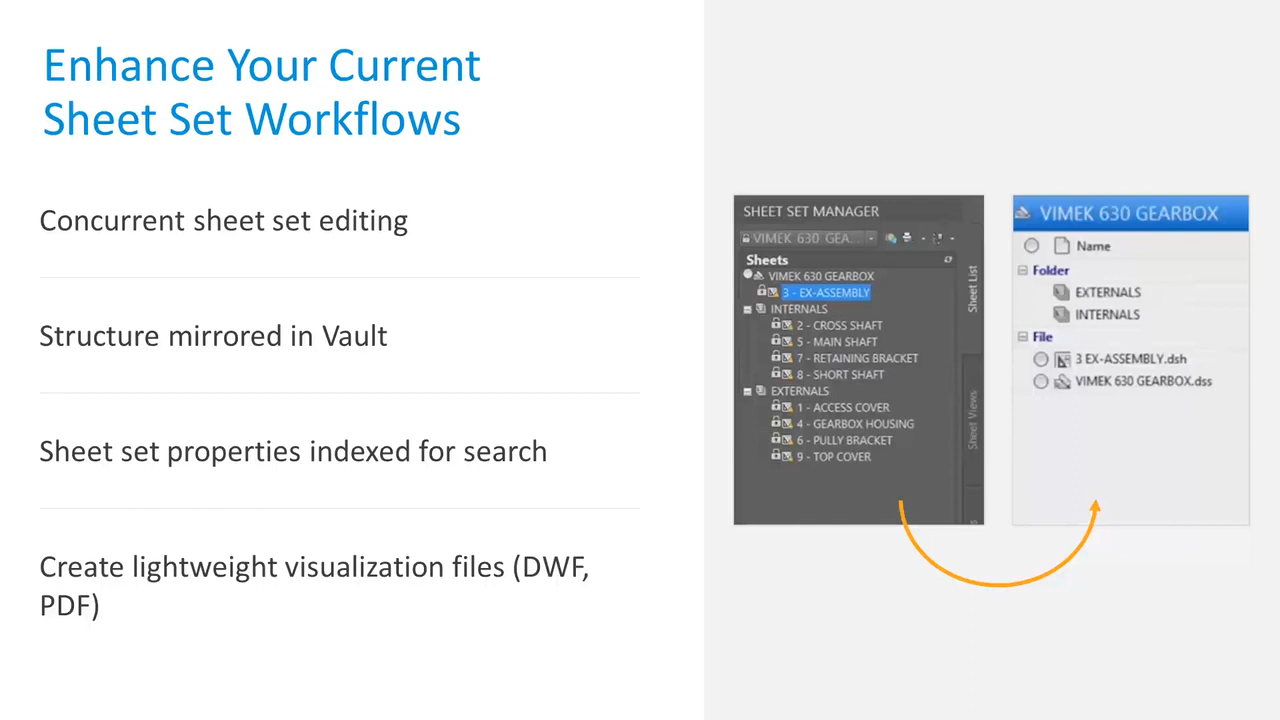 Enhance Your Current
Sheet Set Workflows
Concurrent sheet set editing
Structure mirrored in Vault
Sheet set properties indexed for search
Create lightweight visualization files (DWF,
PDF)
SHEET SET MANAGER
VIMEK 630 GEA...
Sheets
VIMEK 630 GEARBOX
3 - EX-ASSEMBLY
INTERNALS
2 - CROSS SHAFT
5 - MAIN SHAFT
7 - RETAINING BRACKET
8 - SHORT SHAFT
EXTERNALS
1 - ACCESS COVER
4 - GEARBOX HOUSING
6 - PULLY BRACKET
9 - TOP COVER
Sheet List
Sheet Views
VIMEK 630 GEARBOX
Name
Folder
EXTERNALS
INTERNALS
File
3 EX-ASSEMBLY.dsh
VIMEK 630 GEARBOX.dss